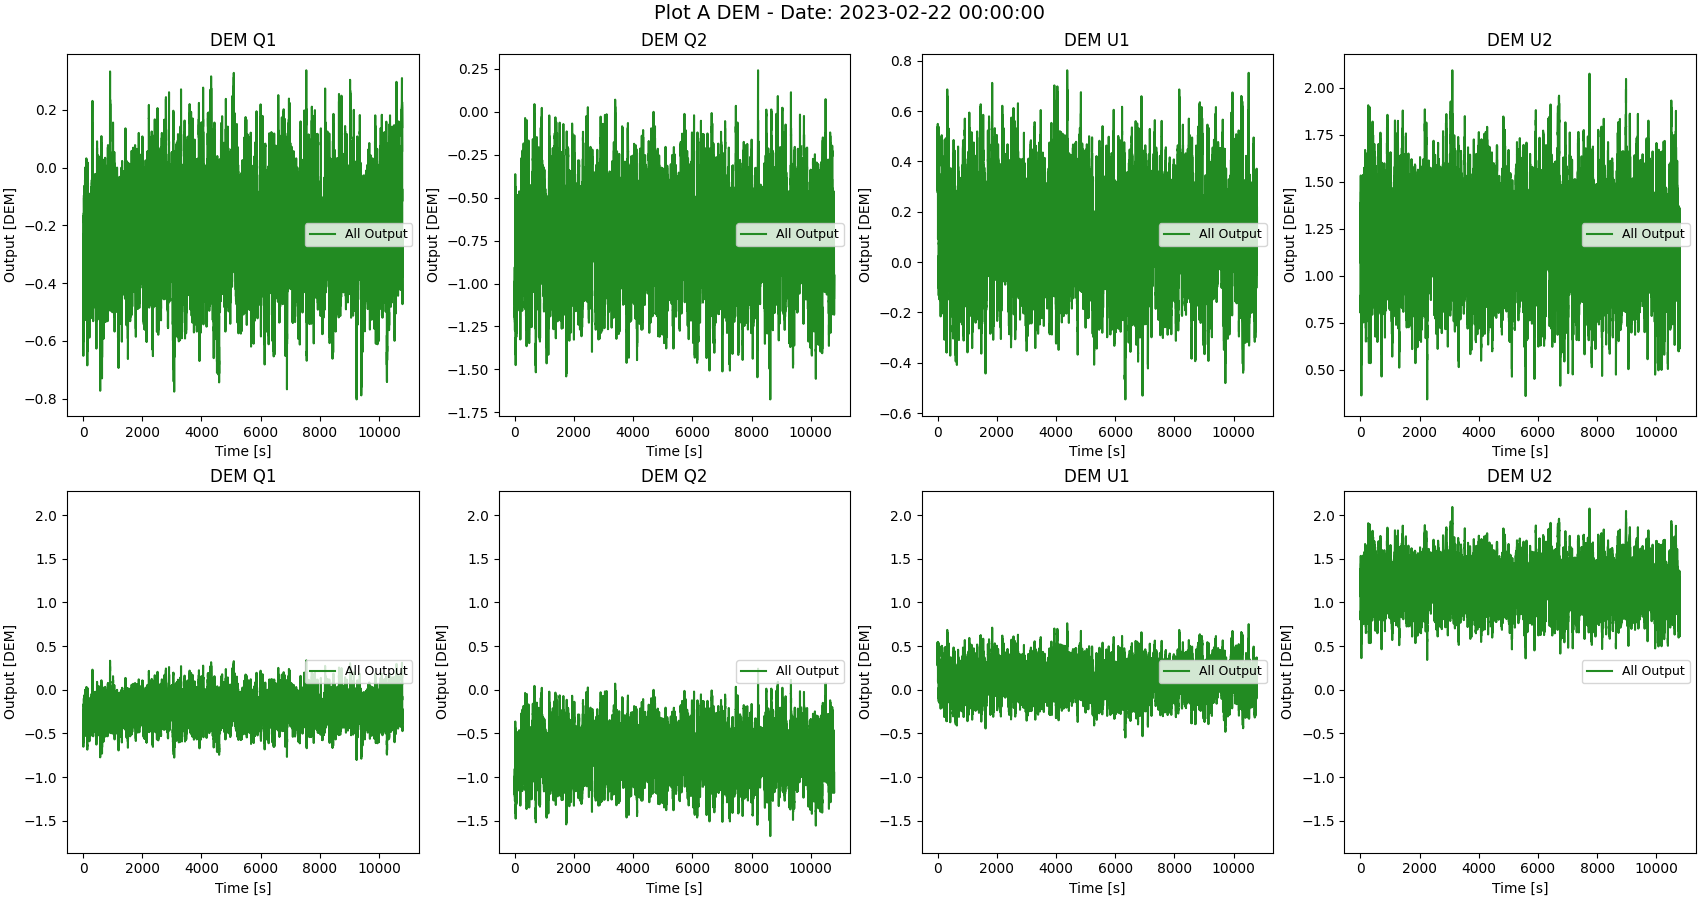 Plot A DEM - Date: 2023-02-22 00:00:00
DEM Q1
Output [DEM]
0.2
0.0
−0.2
−0.4
−0.6
−0.8
All Output
0 2000 4000 6000 8000 10000
Time [s]
DEM Q2
Output [DEM]
0.25
0.00
−0.25
−0.50
−0.75
−1.00
−1.25
−1.50
−1.75
All Output
0 2000 4000 6000 8000 10000
Time [s]
DEM U1
Output [DEM]
0.8
0.6
0.4
0.2
0.0
−0.2
−0.4
−0.6
All Output
0 2000 4000 6000 8000 10000
Time [s]
DEM U2
Output [DEM]
2.00
1.75
1.50
1.25
1.00
0.75
0.50
All Output
0 2000 4000 6000 8000 10000
Time [s]
DEM Q1
Output [DEM]
2.0
1.5
1.0
0.5
0.0
−0.5
−1.0
−1.5
All Output
0 2000 4000 6000 8000 10000
Time [s]
DEM Q2
Output [DEM]
2.0
1.5
1.0
0.5
0.0
−0.5
−1.0
−1.5
All Output
0 2000 4000 6000 8000 10000
Time [s]
DEM U1
Output [DEM]
2.0
1.5
1.0
0.5
0.0
−0.5
−1.0
−1.5
All Output
0 2000 4000 6000 8000 10000
Time [s]
DEM U2
Output [DEM]
2.0
1.5
1.0
0.5
0.0
−0.5
−1.0
−1.5
All Output
0 2000 4000 6000 8000 10000
Time [s]